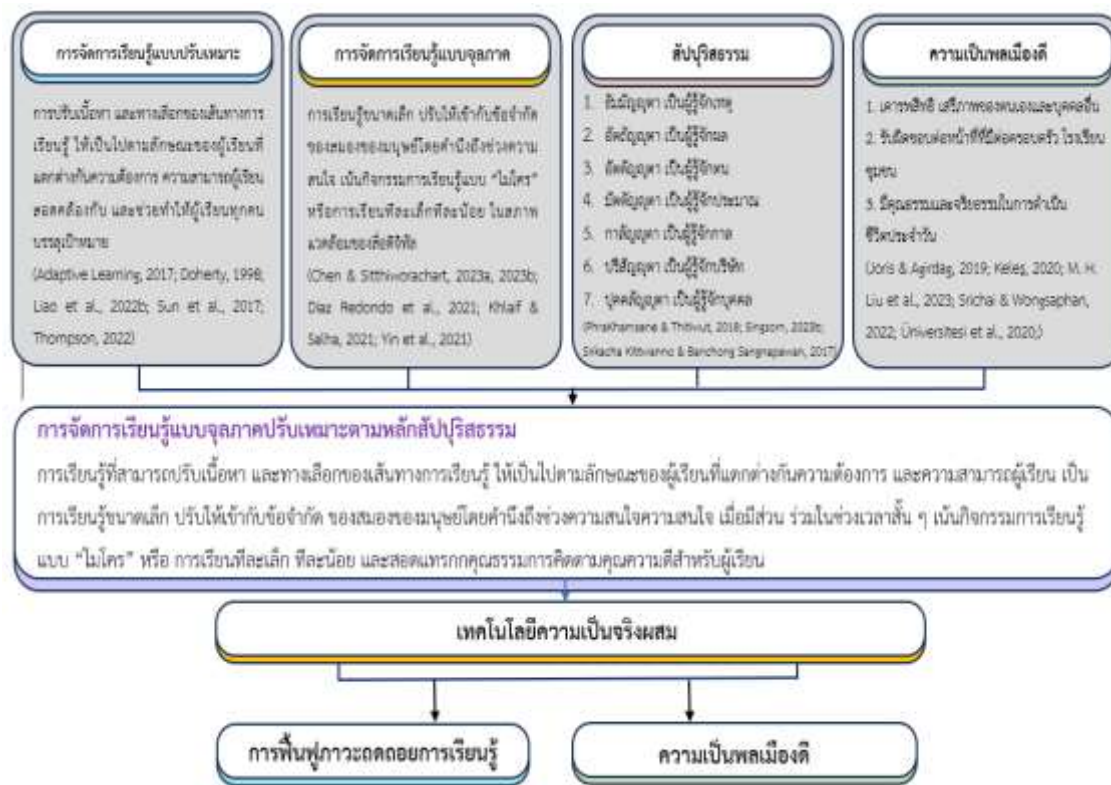 การจัดการเรียนรู้แบบปรับเหมาะ
การปรับเนื้อหา และทางเลือกของเส้นทางการ
เรียนรู้ ให้เป็นไปตามลักษณะของผู้เรียนที่
แตกต่างกันความต้องการ ความสามารถผู้เรียน
สอดคล้องกับ และช่วยทำให้ผู้เรียนทุกคน
บรรลุเป้าหมาย
(Adaptive Learning, 2017; Doherty, 1998;
Liao et al., 2022b; Sun et al., 2017;
Thompson, 2022)
การจัดการเรียนรู้แบบจุลภาค
การเรียนรู้ขนาดเล็ก ปรับให้เข้ากับข้อจำกัด
ของสมองของมนุษย์โดยคำนึงถึงช่วงความ
สนใจ เน้นกิจกรรมการเรียนรู้แบบ “ไมโคร”
หรือการเรียนทีละเล็กทีละน้อย ในสภาพ
แวดล้อมของสื่อดิจิทัล
(Chen & Sitthiworachart, 2023a, 2023b;
Diaz Redondo et al., 2021; Khlaif &
Salha, 2021; Yin et al., 2021)
สัปปุริสธรรม
1. ธัมมัญญุตา เป็นผู้รู้จักเหตุ
2. อัตถัญญุตา เป็นผู้รู้จักผล
3. อัตตัญญุตา เป็นผู้รู้จักตน
4. มัตตัญญุตา เป็นผู้รู้จักประมาณ
5. กาลัญญุตา เป็นผู้รู้จักกาล
6. ปริสัญญุตา เป็นผู้รู้จักบริษัท
7. ปุคคลัญญุตา เป็นผู้รู้จักบุคคล
(PhraKhamsane & Thitiwut, 2018; Singsorn, 2023b;
Srikacha Kittivanno & Banchong Sangnapawan, 2017)
ความเป็นพลเมืองดี
1. เคารพสิทธิ เสรีภาพของตนเองและบุคคลอื่น
2. รับผิดชอบต่อหน้าที่ที่มีต่อครอบครัว โรงเรียน
ชุมชน
3. มีคุณธรรมและจริยธรรมในการดำเนิน
ชีวิตประจำวัน
(Joris & Agirdag, 2019; Keleş, 2020; M. H.
Liu et al., 2023; Srichai & Wongsaphan,
2022; Üniversitesi et al., 2020;)
การจัดการเรียนรู้แบบจุลภาคปรับเหมาะตามหลักสัปปุริสธรรม
การเรียนรู้ที่สามารถปรับเนื้อหา และทางเลือกของเส้นทางการเรียนรู้ ให้เป็นไปตามลักษณะของผู้เรียนที่แตกต่างกันความต้องการ และความสามารถผู้เรียน เป็น
การเรียนรู้ขนาดเล็ก ปรับให้เข้ากับข้อจำกัด ของสมองของมนุษย์โดยคำนึงถึงช่วงความสนใจความสนใจ เมื่อมีส่วน ร่วมในช่วงเวลาสั้น ๆ เน้นกิจกรรมการเรียนรู้
แบบ “ไมโคร” หรือ การเรียนทีละเล็ก ทีละน้อย และสอดแทรกคุณธรรมการคิดตามคุณความดีสำหรับผู้เรียน
เทคโนโลยีความเป็นจริงผสม
การฟื้นฟูภาวะถดถอยการเรียนรู้
ความเป็นพลเมืองดี